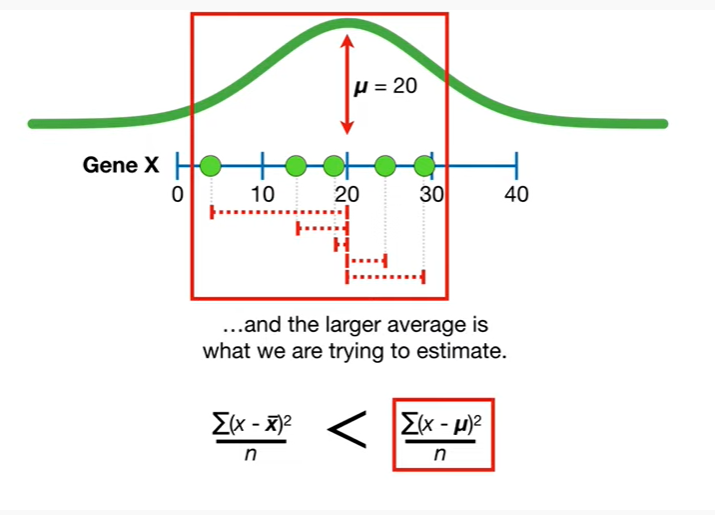 μ = 20
Gene X
0 10 20 30 40
...and the larger average is
what we are trying to estimate.
∑(x - x̄)² / n < ∑(x - μ)² / n